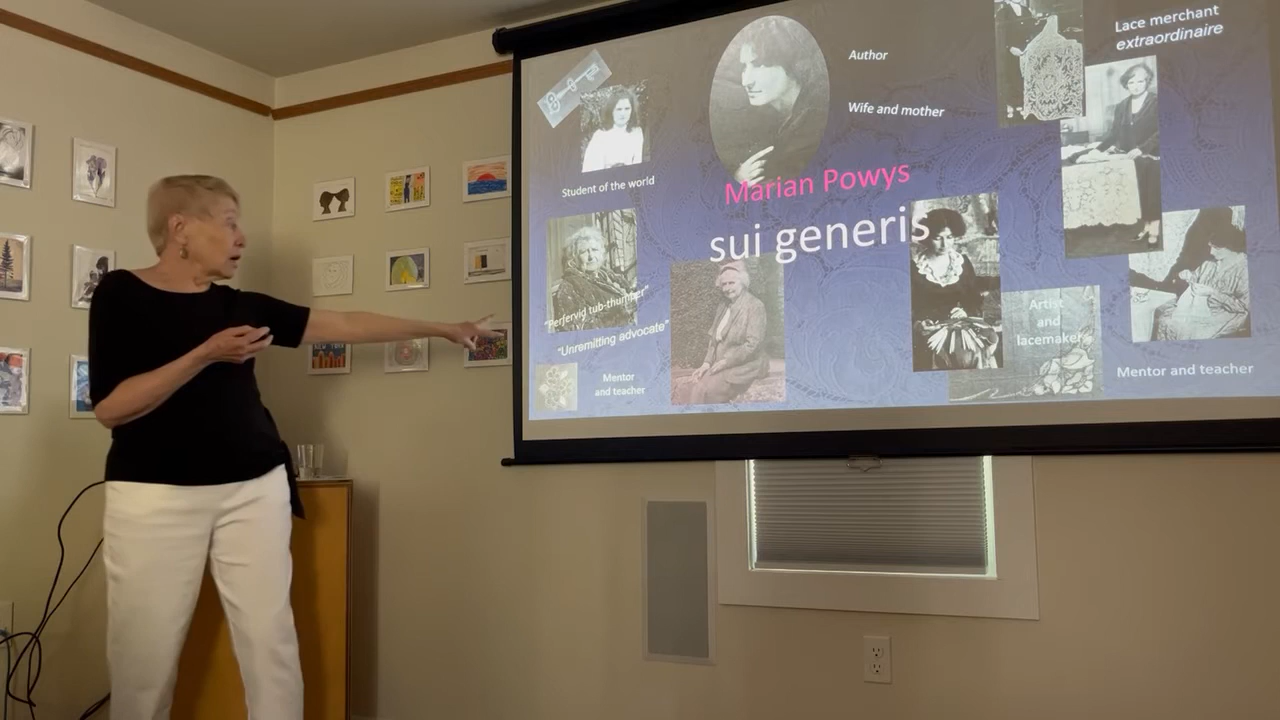 Author
Wife and mother
Lace merchant
extraordinaire
Student of the world
Marian Powys
sui generis
"Perfervid tub-thumper"
"Unremitting advocate"
Mentor
and teacher
Artist
and
lacemaker
Mentor and teacher